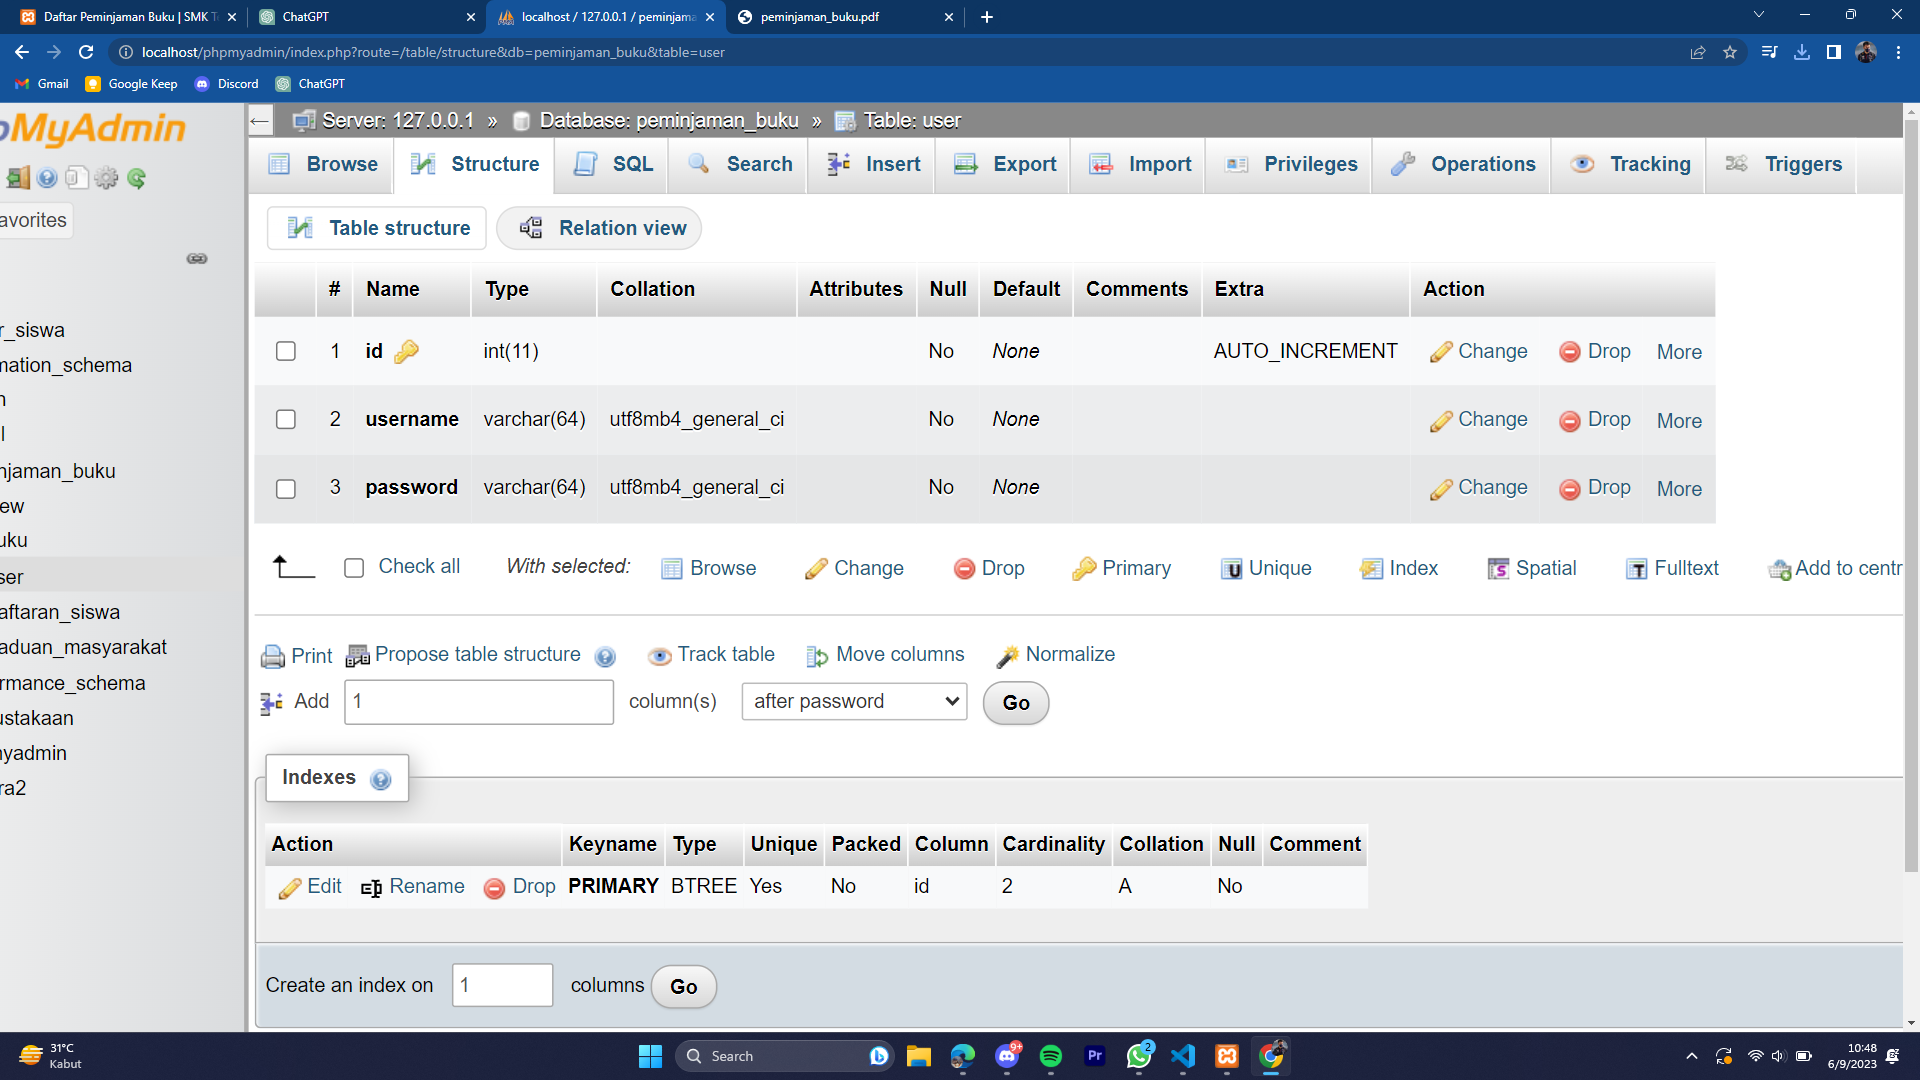 Daftar Peminjaman Buku | SMK T
ChatGPT
localhost / 127.0.0.1 / peminjama
peminjaman_buku.pdf
localhost/phpmyadmin/index.php?route=/table/structure&db=peminjaman_buku&table=user
Gmail
Google Keep
Discord
ChatGPT
oMyAdmin
avorites
r_siswa
mation_schema
n
l
njaman_buku
ew
uku
ser
aftaran_siswa
aduan_masyarakat
rmance_schema
ustakaan
nyadmin
ra2
Server: 127.0.0.1 » Database: peminjaman_buku » Table: user
Browse Structure SQL Search Insert Export Import Privileges Operations Tracking Triggers
Table structure Relation view
# Name Type Collation Attributes Null Default Comments Extra Action
1 id int(11) No None AUTO_INCREMENT Change Drop More
2 username varchar(64) utf8mb4_general_ci No None Change Drop More
3 password varchar(64) utf8mb4_general_ci No None Change Drop More
Check all With selected: Browse Change Drop Primary Unique Index Spatial Fulltext Add to centr
Print Propose table structure Track table Move columns Normalize
Add 1 column(s) after password Go
Indexes
Action Keyname Type Unique Packed Column Cardinality Collation Null Comment
Edit Rename Drop PRIMARY BTREE Yes No id 2 A No
Create an index on 1 columns Go
31°C
Kabut
Search
9+
Pr
2
10:48
6/9/2023